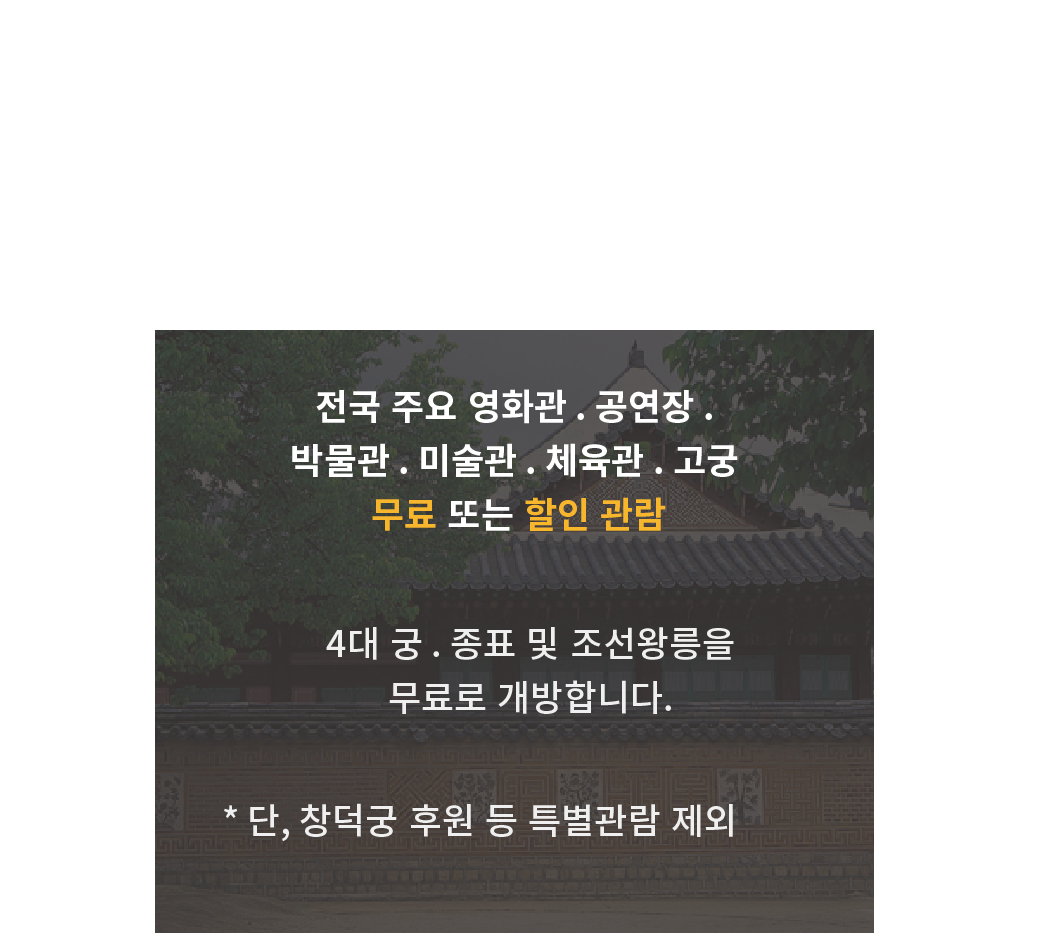 전국 주요 영화관 . 공연장 .
박물관 . 미술관 . 체육관 . 고궁
무료 또는 할인 관람
4대 궁 . 종표 및 조선왕릉을
무료로 개방합니다.
* 단, 창덕궁 후원 등 특별관람 제외